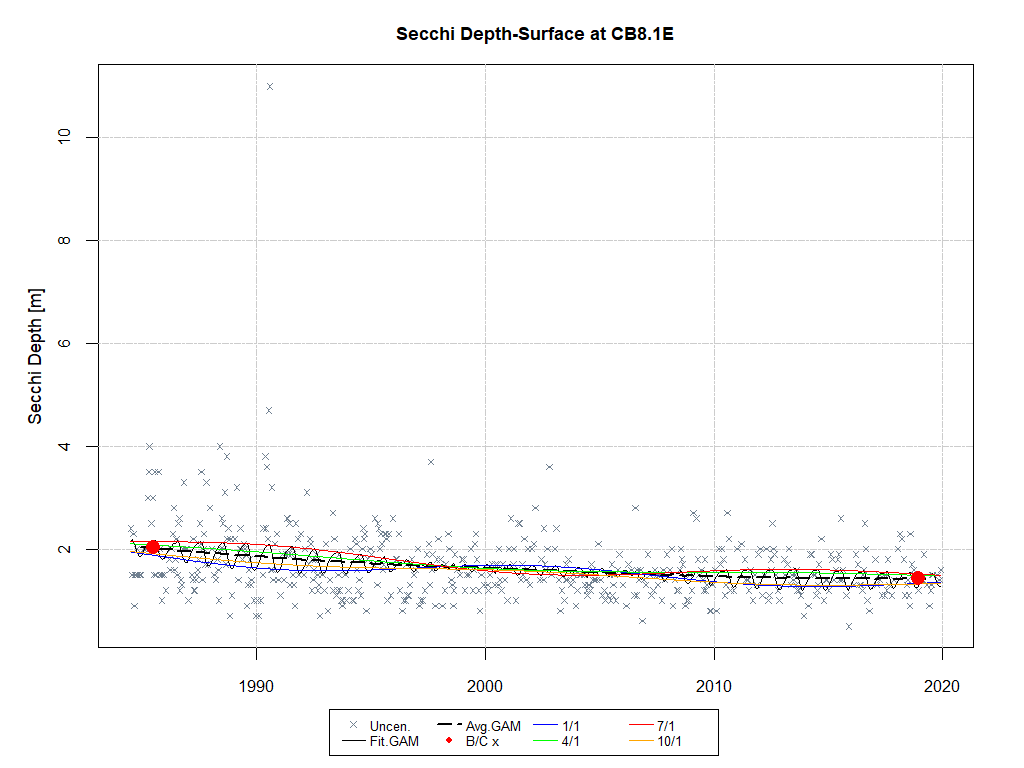 Secchi Depth-Surface at CB8.1E
Secchi Depth [m]
10
8
6
4
2
1990 2000 2010 2020
Uncen. Avg.GAM 1/1 7/1
Fit.GAM B/C x 4/1 10/1